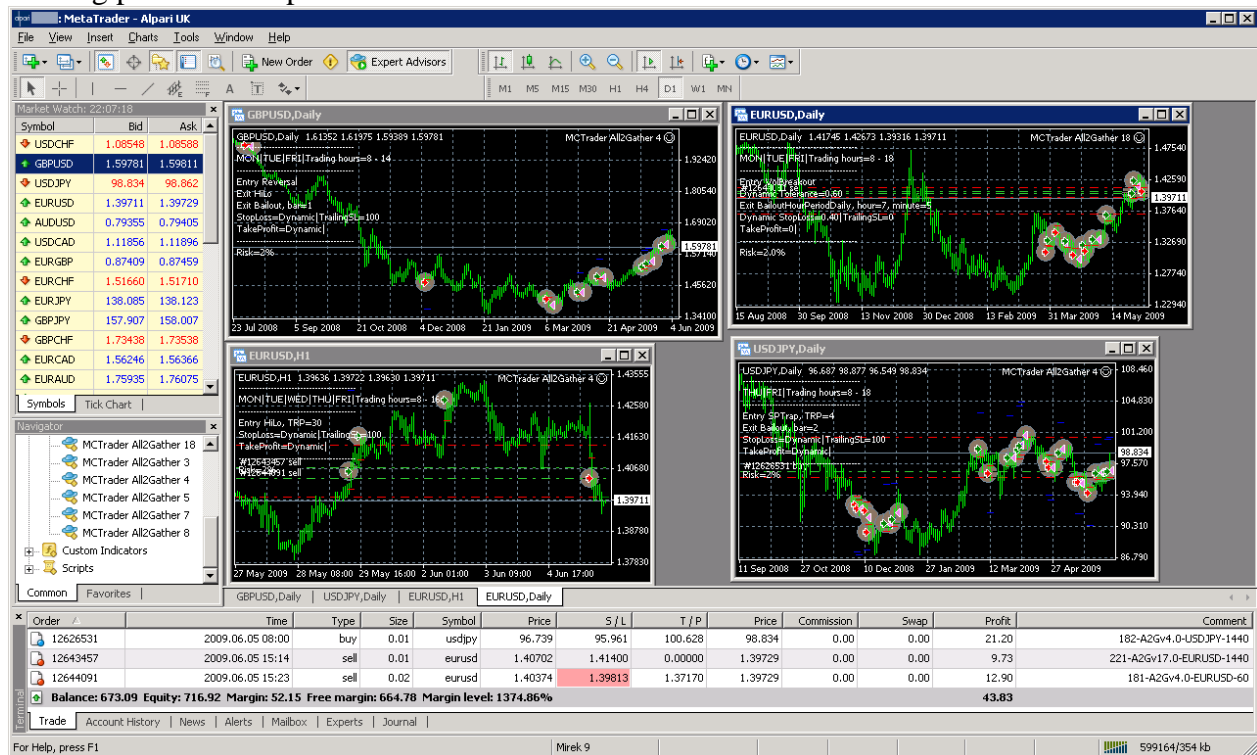 : MetaTrader - Alpari UK
File View Insert Charts Tools Window Help
New Order Expert Advisors
A T M1 M5 M15 M30 H1 H4 D1 W1 MN
Market Watch: 22:07:18
Symbol Bid Ask
USDCHF 1.08548 1.08588
GBPUSD 1.59781 1.59811
USDJPY 98.834 98.862
EURUSD 1.39711 1.39729
AUDUSD 0.79355 0.79405
USDCAD 1.11856 1.11896
EURGBP 0.87409 0.87459
EURCHF 1.51660 1.51710
EURJPY 138.085 138.123
GBPJPY 157.907 158.007
GBPCHF 1.73438 1.73538
EURCAD 1.56246 1.56366
EURAUD 1.75935 1.76075
Symbols Tick Chart
Navigator
MCTrader All2Gather 18
MCTrader All2Gather 3
MCTrader All2Gather 4
MCTrader All2Gather 5
MCTrader All2Gather 7
MCTrader All2Gather 8
Custom Indicators
Scripts
Common Favorites
GBPUSD,Daily
GBPUSD,Daily 1.61352 1.61975 1.59389 1.59781 MCTrader All2Gather 4
MON|TUE|FRI|Trading hours=8 - 14
Entry Reversal
Exit HiLo
Exit Bailout, bar=1
StopLoss=Dynamic|TrailingSL=100
TakeProfit=Dynamic|
Risk=2%
1.92420
1.80540
1.69020
1.59781
1.57140
1.45620
1.34100
23 Jul 2008 5 Sep 2008 21 Oct 2008 4 Dec 2008 21 Jan 2009 6 Mar 2009 21 Apr 2009 4 Jun 2009
EURUSD,Daily
EURUSD,Daily 1.41745 1.42673 1.39316 1.39711 MCTrader All2Gather 18
MON|TUE|FRI|Trading hours=8 - 18
Entry VolBreakout
Dynamic Tolerance=0.60
Exit BailoutHourPeriodDaily, hour=7, minute=5
Dynamic StopLoss=0.40|TrailingSL=0
TakeProfit=0|
Risk=2.0%
1.47540
1.42590
1.39711
1.37640
1.32690
1.27740
1.22940
15 Aug 2008 30 Sep 2008 13 Nov 2008 30 Dec 2008 13 Feb 2009 31 Mar 2009 14 May 2009
EURUSD,H1
EURUSD,H1 1.39636 1.39722 1.39630 1.39711 MCTrader All2Gather 4
MON|TUE|WED|THU|FRI|Trading hours=8 - 16
Entry HiLo, TRP=30
StopLoss=Dynamic|TrailingSL=100
TakeProfit=Dynamic|
#12643457 sell
#12644091 sell
1.43555
1.42580
1.41630
1.40680
1.39711
1.38780
1.37830
27 May 2009 28 May 08:00 29 May 16:00 2 Jun 01:00 3 Jun 09:00 4 Jun 17:00
USDJPY,Daily
USDJPY,Daily 96.687 98.877 96.549 98.834 MCTrader All2Gather 4
THU|FRI|Trading hours=8 - 18
Entry SPTrap, TRP=4
Exit Bailout, bar=2
StopLoss=Dynamic|TrailingSL=100
TakeProfit=Dynamic|
#12626531 buy
Risk=2%
108.460
104.830
101.200
98.834
97.570
93.940
90.310
86.790
11 Sep 2008 27 Oct 2008 10 Dec 2008 27 Jan 2009 12 Mar 2009 27 Apr 2009
GBPUSD,Daily USDJPY,Daily EURUSD,H1 EURUSD,Daily
Order Time Type Size Symbol Price S / L T / P Price Commission Swap Profit Comment
12626531 2009.06.05 08:00 buy 0.01 usdjpy 96.739 95.961 100.628 98.834 0.00 0.00 21.20 182-A2Gv4.0-USDJPY-1440
12643457 2009.06.05 15:14 sell 0.01 eurusd 1.40702 1.41400 0.00000 1.39729 0.00 0.00 9.73 221-A2Gv17.0-EURUSD-1440
12644091 2009.06.05 15:23 sell 0.02 eurusd 1.40374 1.39813 1.37170 1.39729 0.00 0.00 12.90 181-A2Gv4.0-EURUSD-60
Balance: 673.09 Equity: 716.92 Margin: 52.15 Free margin: 664.78 Margin level: 1374.86% 43.83
Terminal
Trade Account History News Alerts Mailbox Experts Journal
For Help, press F1 Mirek 9 599164/354 kb